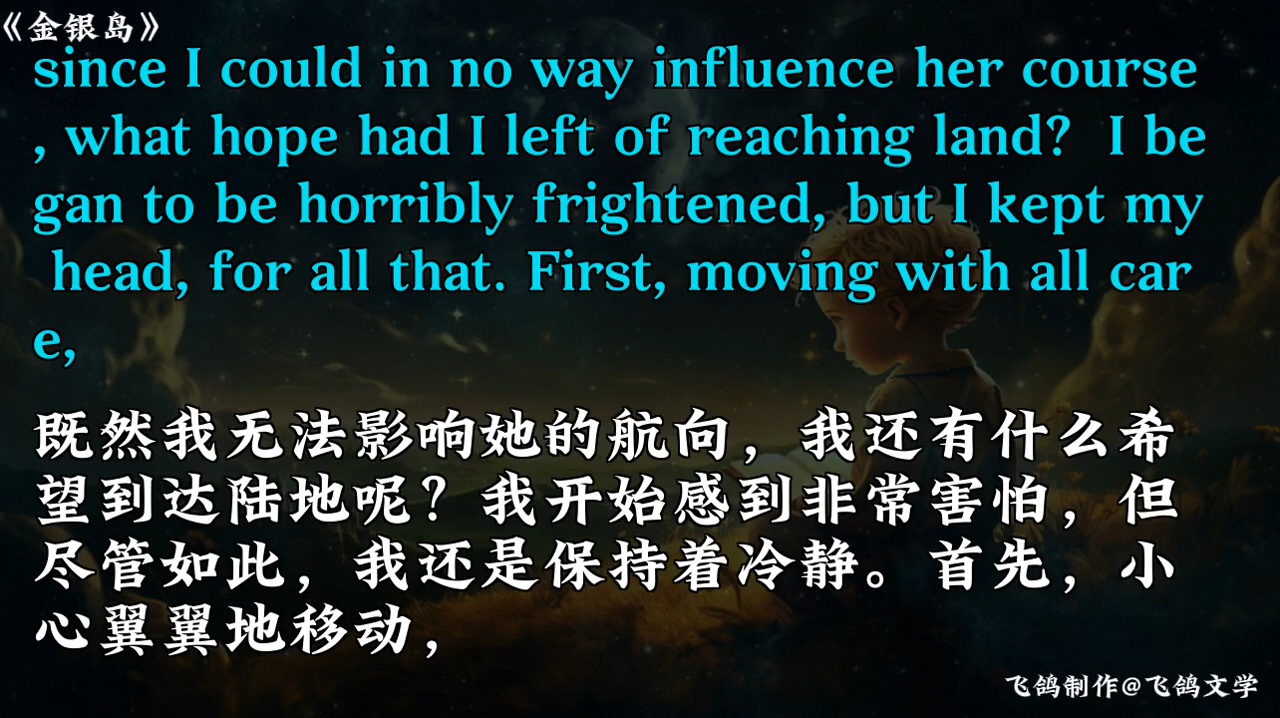 《金银岛》
since I could in no way influence her course
, what hope had I left of reaching land?  I be
gan to be horribly frightened, but I kept my
 head, for all that. First, moving with all car
e,
既然我无法影响她的航向，我还有什么希
望到达陆地呢？我开始感到非常害怕，但
尽管如此，我还是保持着冷静。首先，小
心翼翼地移动，
飞鸽制作@飞鸽文学